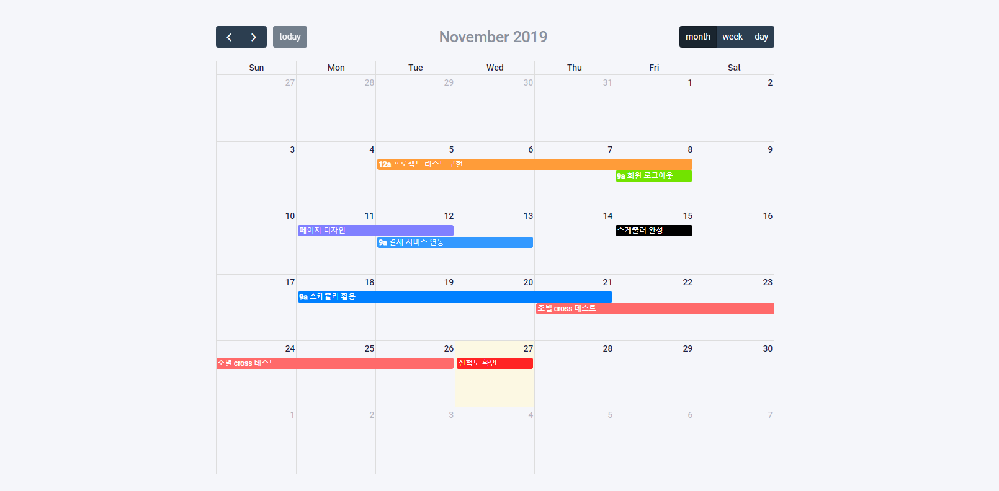 today
November 2019
month week day
Sun Mon Tue Wed Thu Fri Sat
27 28 29 30 31 1 2
3 4 5 6 7 8 9
12a 프로젝트 리스트 구현
9a 회원 로그아웃
10 11 12 13 14 15 16
페이지 디자인 스케줄러 완성
9a 결제 서비스 연동
17 18 19 20 21 22 23
9a 스케쥴러 활용
조별 cross 테스트
24 25 26 27 28 29 30
조별 cross 테스트 진척도 확인
1 2 3 4 5 6 7